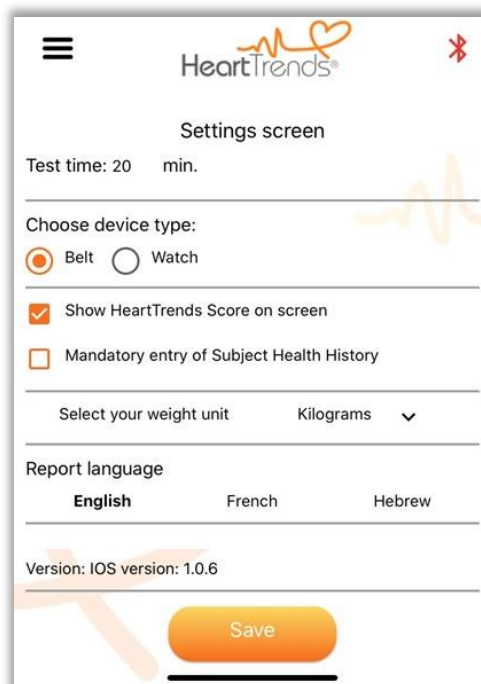 HeartTrends®
Settings screen
Test time: 20 min.
Choose device type:
Belt Watch
Show HeartTrends Score on screen
Mandatory entry of Subject Health History
Select your weight unit Kilograms
Report language
English French Hebrew
Version: IOS version: 1.0.6
Save